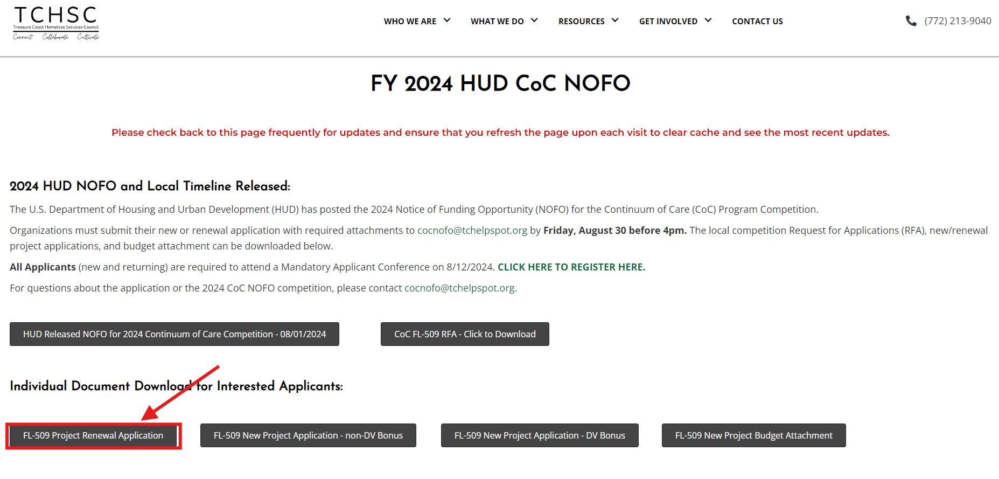 TCHSC
Treasure Coast Homeless Services Council
Connect Collaborate Cultivate
WHO WE ARE
WHAT WE DO
RESOURCES
GET INVOLVED
CONTACT US
(772) 213-9040
FY 2024 HUD CoC NOFO
Please check back to this page frequently for updates and ensure that you refresh the page upon each visit to clear cache and see the most recent updates.
2024 HUD NOFO and Local Timeline Released:
The U.S. Department of Housing and Urban Development (HUD) has posted the 2024 Notice of Funding Opportunity (NOFO) for the Continuum of Care (CoC) Program Competition.
Organizations must submit their new or renewal application with required attachments to cocnofo@tchelpspot.org by Friday, August 30 before 4pm. The local competition Request for Applications (RFA), new/renewal
project applications, and budget attachment can be downloaded below.
All Applicants (new and returning) are required to attend a Mandatory Applicant Conference on 8/12/2024. CLICK HERE TO REGISTER HERE.
For questions about the application or the 2024 CoC NOFO competition, please contact cocnofo@tchelpspot.org.
HUD Released NOFO for 2024 Continuum of Care Competition - 08/01/2024
CoC FL-509 RFA - Click to Download
Individual Document Download for Interested Applicants:
FL-509 Project Renewal Application
FL-509 New Project Application - non-DV Bonus
FL-509 New Project Application - DV Bonus
FL-509 New Project Budget Attachment